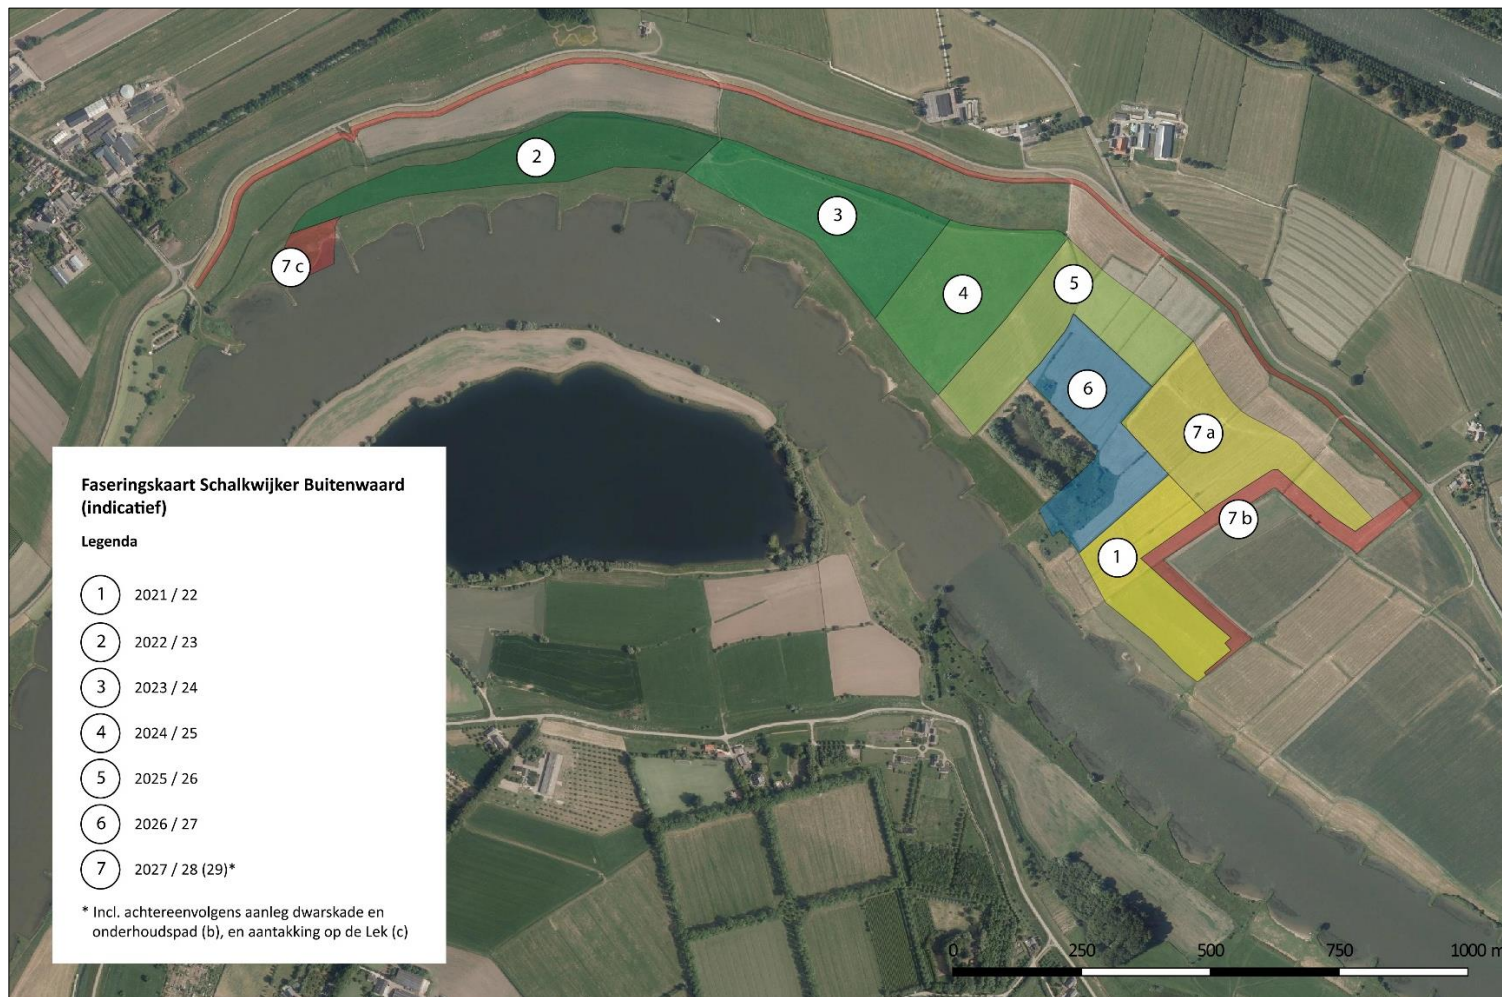 2
3
7 c
4
5
6
7 a
7 b
1
Faseringskaart Schalkwijker Buitenwaard
(indicatief)
Legenda
1 2021 / 22
2 2022 / 23
3 2023 / 24
4 2024 / 25
5 2025 / 26
6 2026 / 27
7 2027 / 28 (29)*
* Incl. achtereenvolgens aanleg dwarskade en
onderhoudspad (b), en aantakking op de Lek (c)
0 250 500 750 1000 m